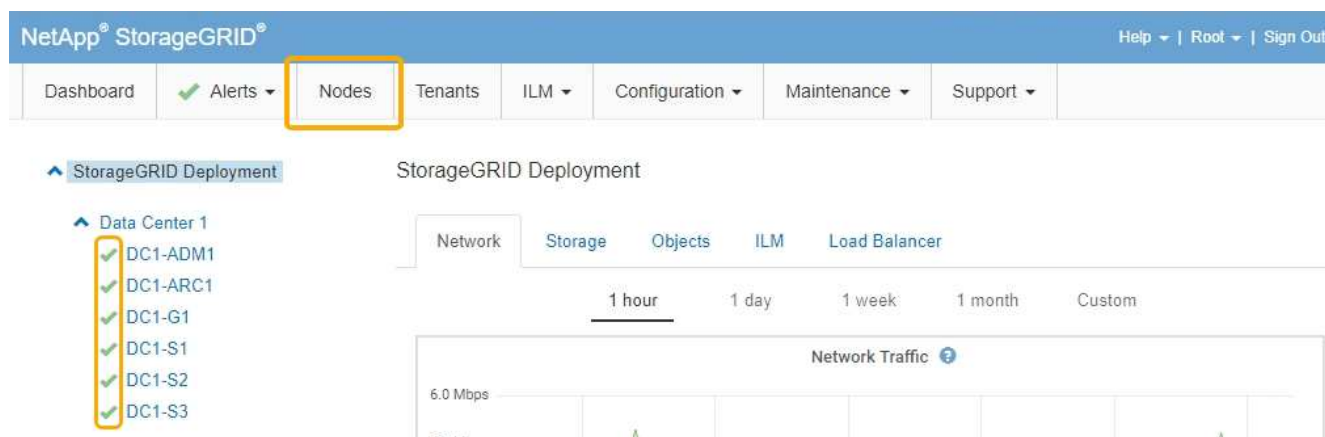 NetApp® StorageGRID®
Help | Root | Sign Out
Dashboard Alerts Nodes Tenants ILM Configuration Maintenance Support
StorageGRID Deployment
Data Center 1
DC1-ADM1
DC1-ARC1
DC1-G1
DC1-S1
DC1-S2
DC1-S3
StorageGRID Deployment
Network Storage Objects ILM Load Balancer
1 hour 1 day 1 week 1 month Custom
Network Traffic ?
6.0 Mbps